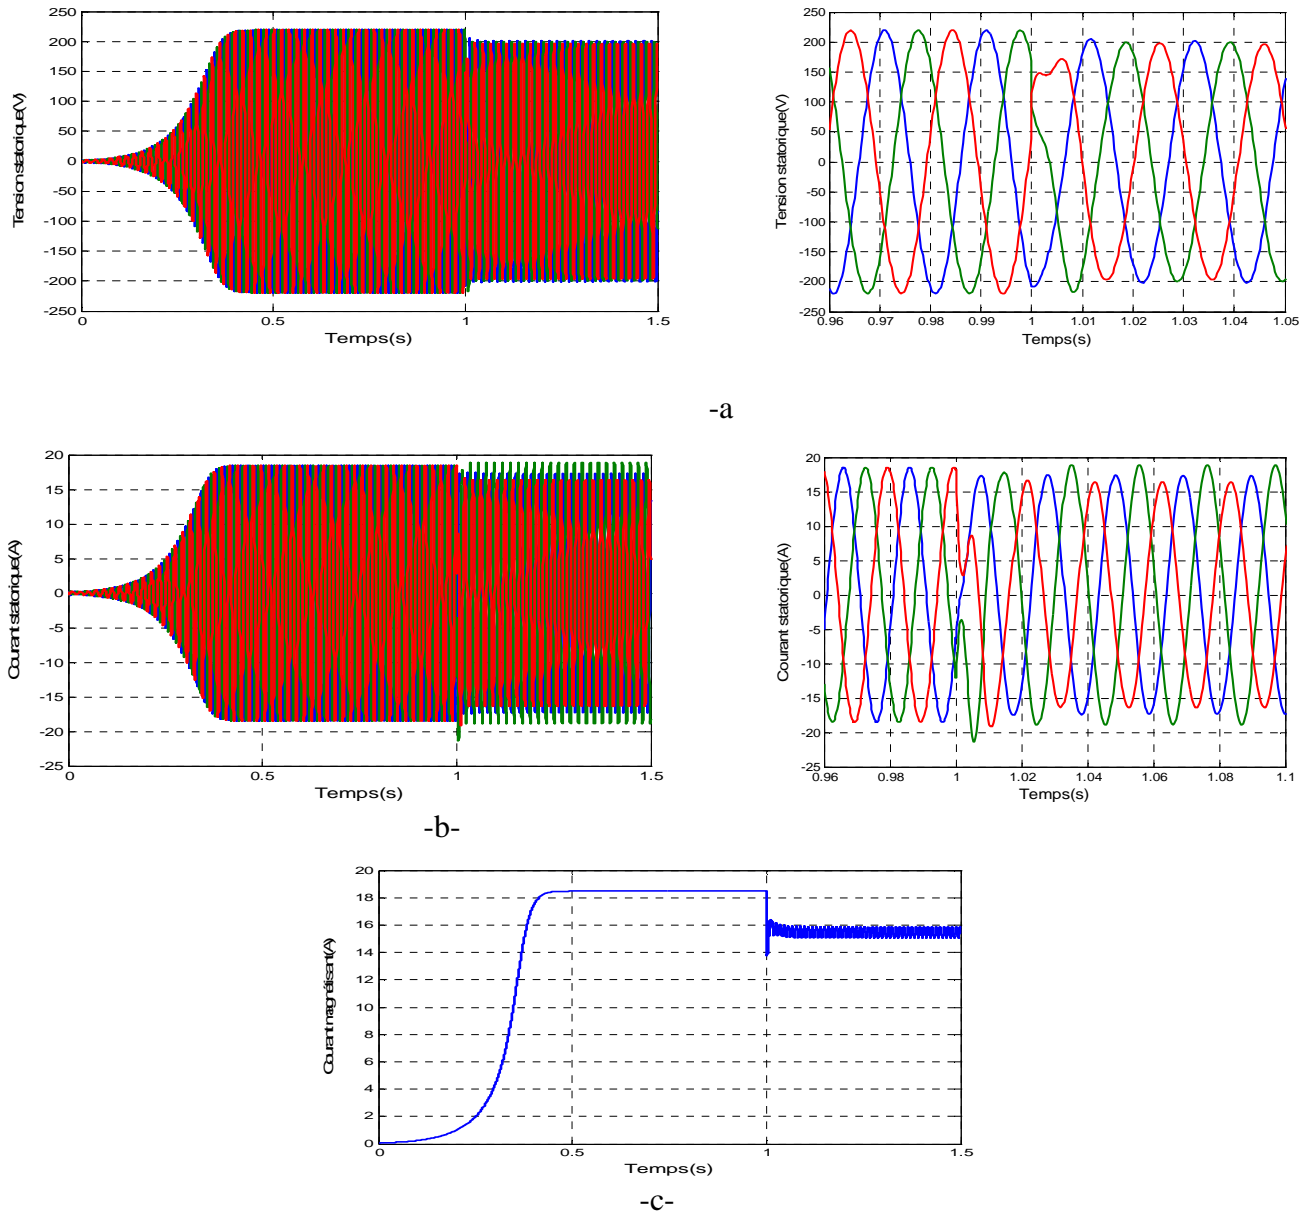 250
200
150
100
50
0
-50
-100
-150
-200
-250
0 0.5 1 1.5
Tension statorique(V)
Temps(s)
250
200
150
100
50
0
-50
-100
-150
-200
-250
0.96 0.97 0.98 0.99 1 1.01 1.02 1.03 1.04 1.05
Tension statorique(V)
Temps(s)
-a
20
15
10
5
0
-5
-10
-15
-20
-25
0 0.5 1 1.5
Courant statorique(A)
Temps(s)
20
15
10
5
0
-5
-10
-15
-20
-25
0.96 0.98 1 1.02 1.04 1.06 1.08 1.1
Courant statorique(A)
Temps(s)
-b-
20
18
16
14
12
10
8
6
4
2
0
0 0.5 1 1.5
Courant magnétisant(A)
Temps(s)
-c-